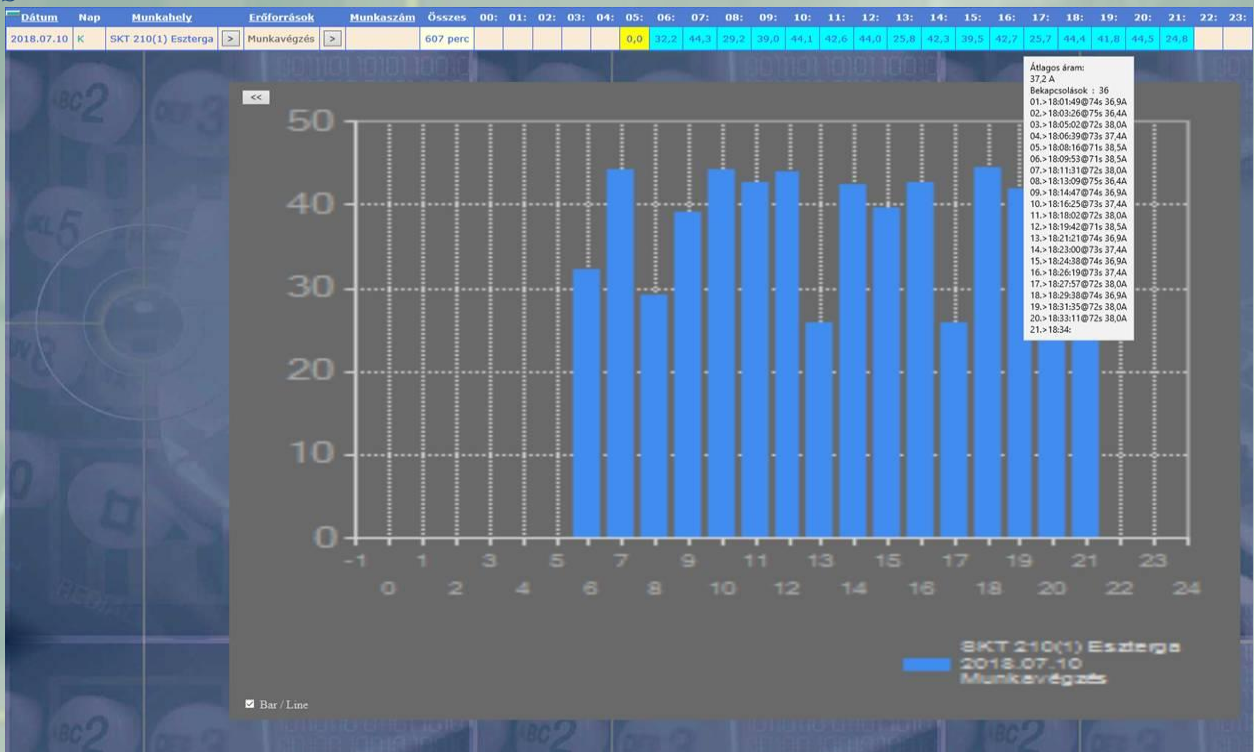 Dátum Nap Munkahely Erőforrások Munkaszám Összes 00: 01: 02: 03: 04: 05: 06: 07: 08: 09: 10: 11: 12: 13: 14: 15: 16: 17: 18: 19: 20: 21: 22: 23:
2018.07.10 K SKT 210(1) Eszterga > Munkavégzés > 607 perc 0,0 32,2 44,3 29,2 39,0 44,1 42,6 44,0 25,8 42,3 39,5 42,7 25,7 44,4 41,8 44,5 24,8
Átlagos áram:
37,2 A
Bekapcsolások : 36
01.>18:01:49@74s 36,9A
02.>18:03:26@75s 36,4A
03.>18:05:02@72s 38,0A
04.>18:06:39@73s 37,4A
05.>18:08:16@71s 38,5A
06.>18:09:53@71s 38,5A
07.>18:11:31@72s 38,0A
08.>18:13:09@75s 36,4A
09.>18:14:47@74s 36,9A
10.>18:16:25@73s 37,4A
11.>18:18:02@72s 38,0A
12.>18:19:42@71s 38,5A
13.>18:21:21@74s 36,9A
14.>18:23:00@73s 37,4A
15.>18:24:38@74s 36,9A
16.>18:26:19@73s 37,4A
17.>18:27:57@72s 38,0A
18.>18:29:38@74s 36,9A
19.>18:31:35@72s 38,0A
20.>18:33:11@72s 38,0A
21.>18:34:
<<
50
40
30
20
10
0
-1 1 3 5 7 9 11 13 15 17 19 21 23
0 2 4 6 8 10 12 14 16 18 20 22 24
SKT 210(1) Eszterga
2018.07.10
Munkavégzés
Bar / Line